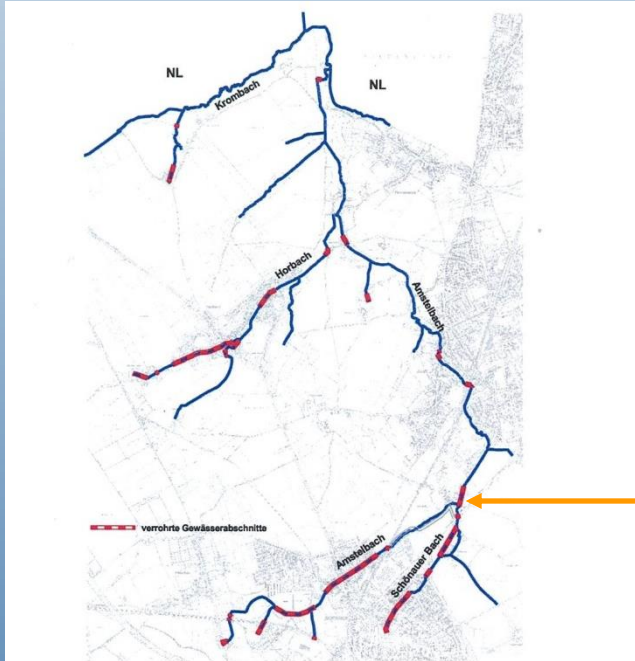 NL
NL
Krombach
Horbach
Amstelbach
verrohrte Gewässerabschnitte
Amstelbach
Schönauer Bach